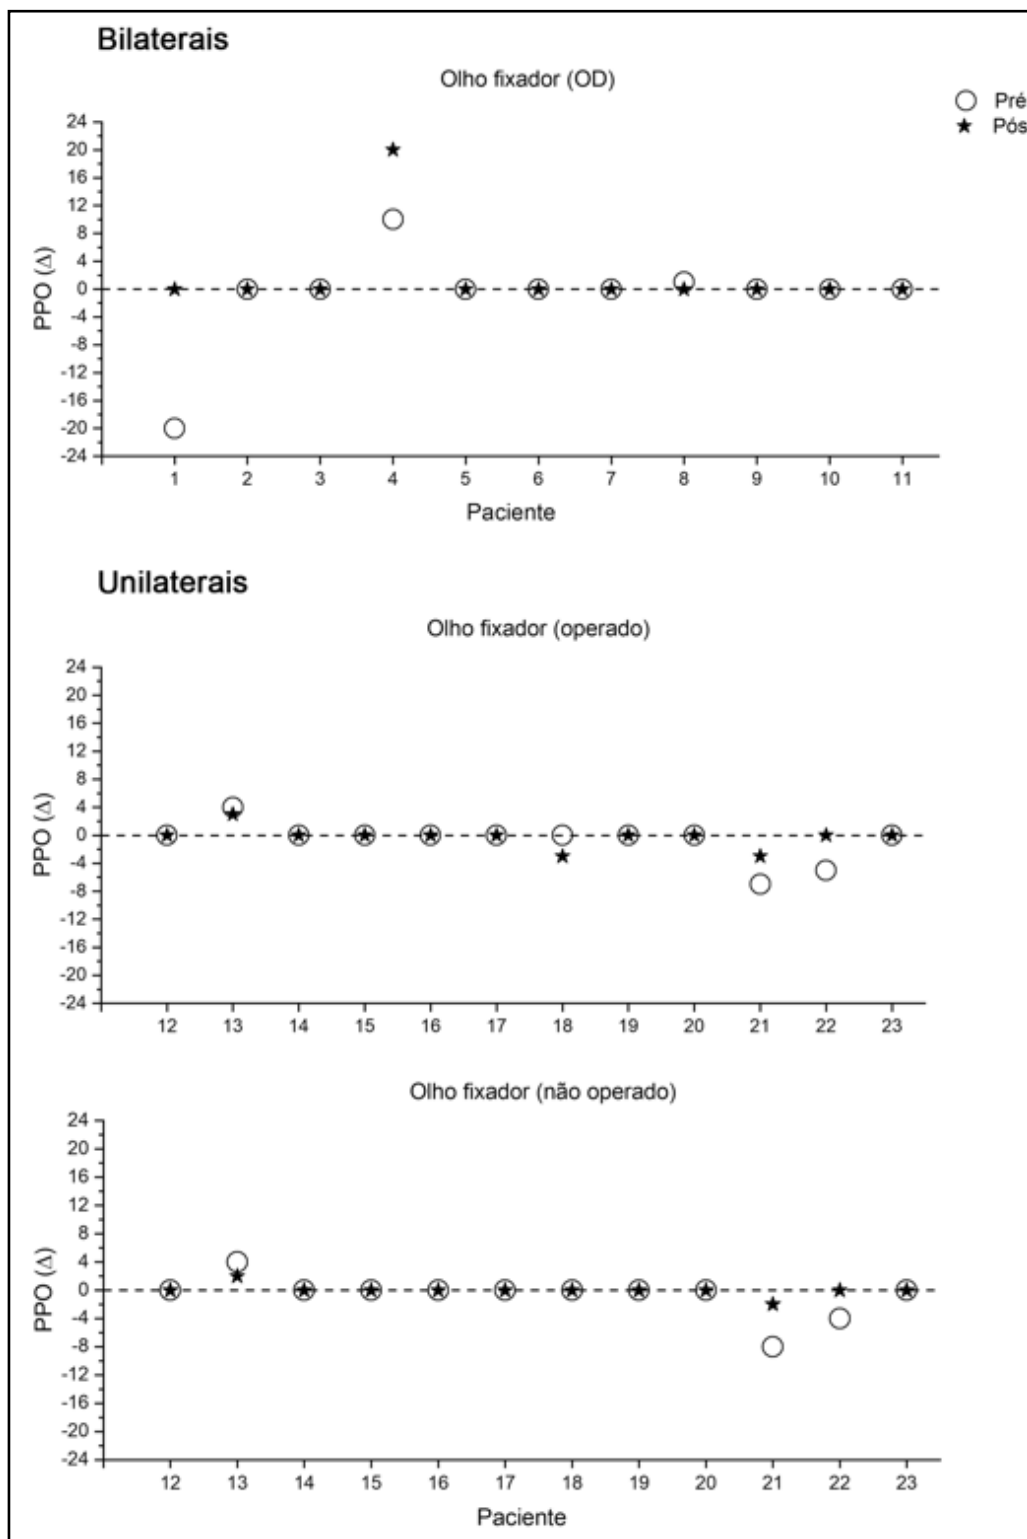 Bilaterais
Olho fixador (OD)
Pré
Pós
24
20
16
12
8
4
0
-4
-8
-12
-16
-20
-24
PPO (Δ)
1 2 3 4 5 6 7 8 9 10 11
Paciente
Unilaterais
Olho fixador (operado)
24
20
16
12
8
4
0
-4
-8
-12
-16
-20
-24
PPO (Δ)
12 13 14 15 16 17 18 19 20 21 22 23
Olho fixador (não operado)
24
20
16
12
8
4
0
-4
-8
-12
-16
-20
-24
PPO (Δ)
12 13 14 15 16 17 18 19 20 21 22 23
Paciente